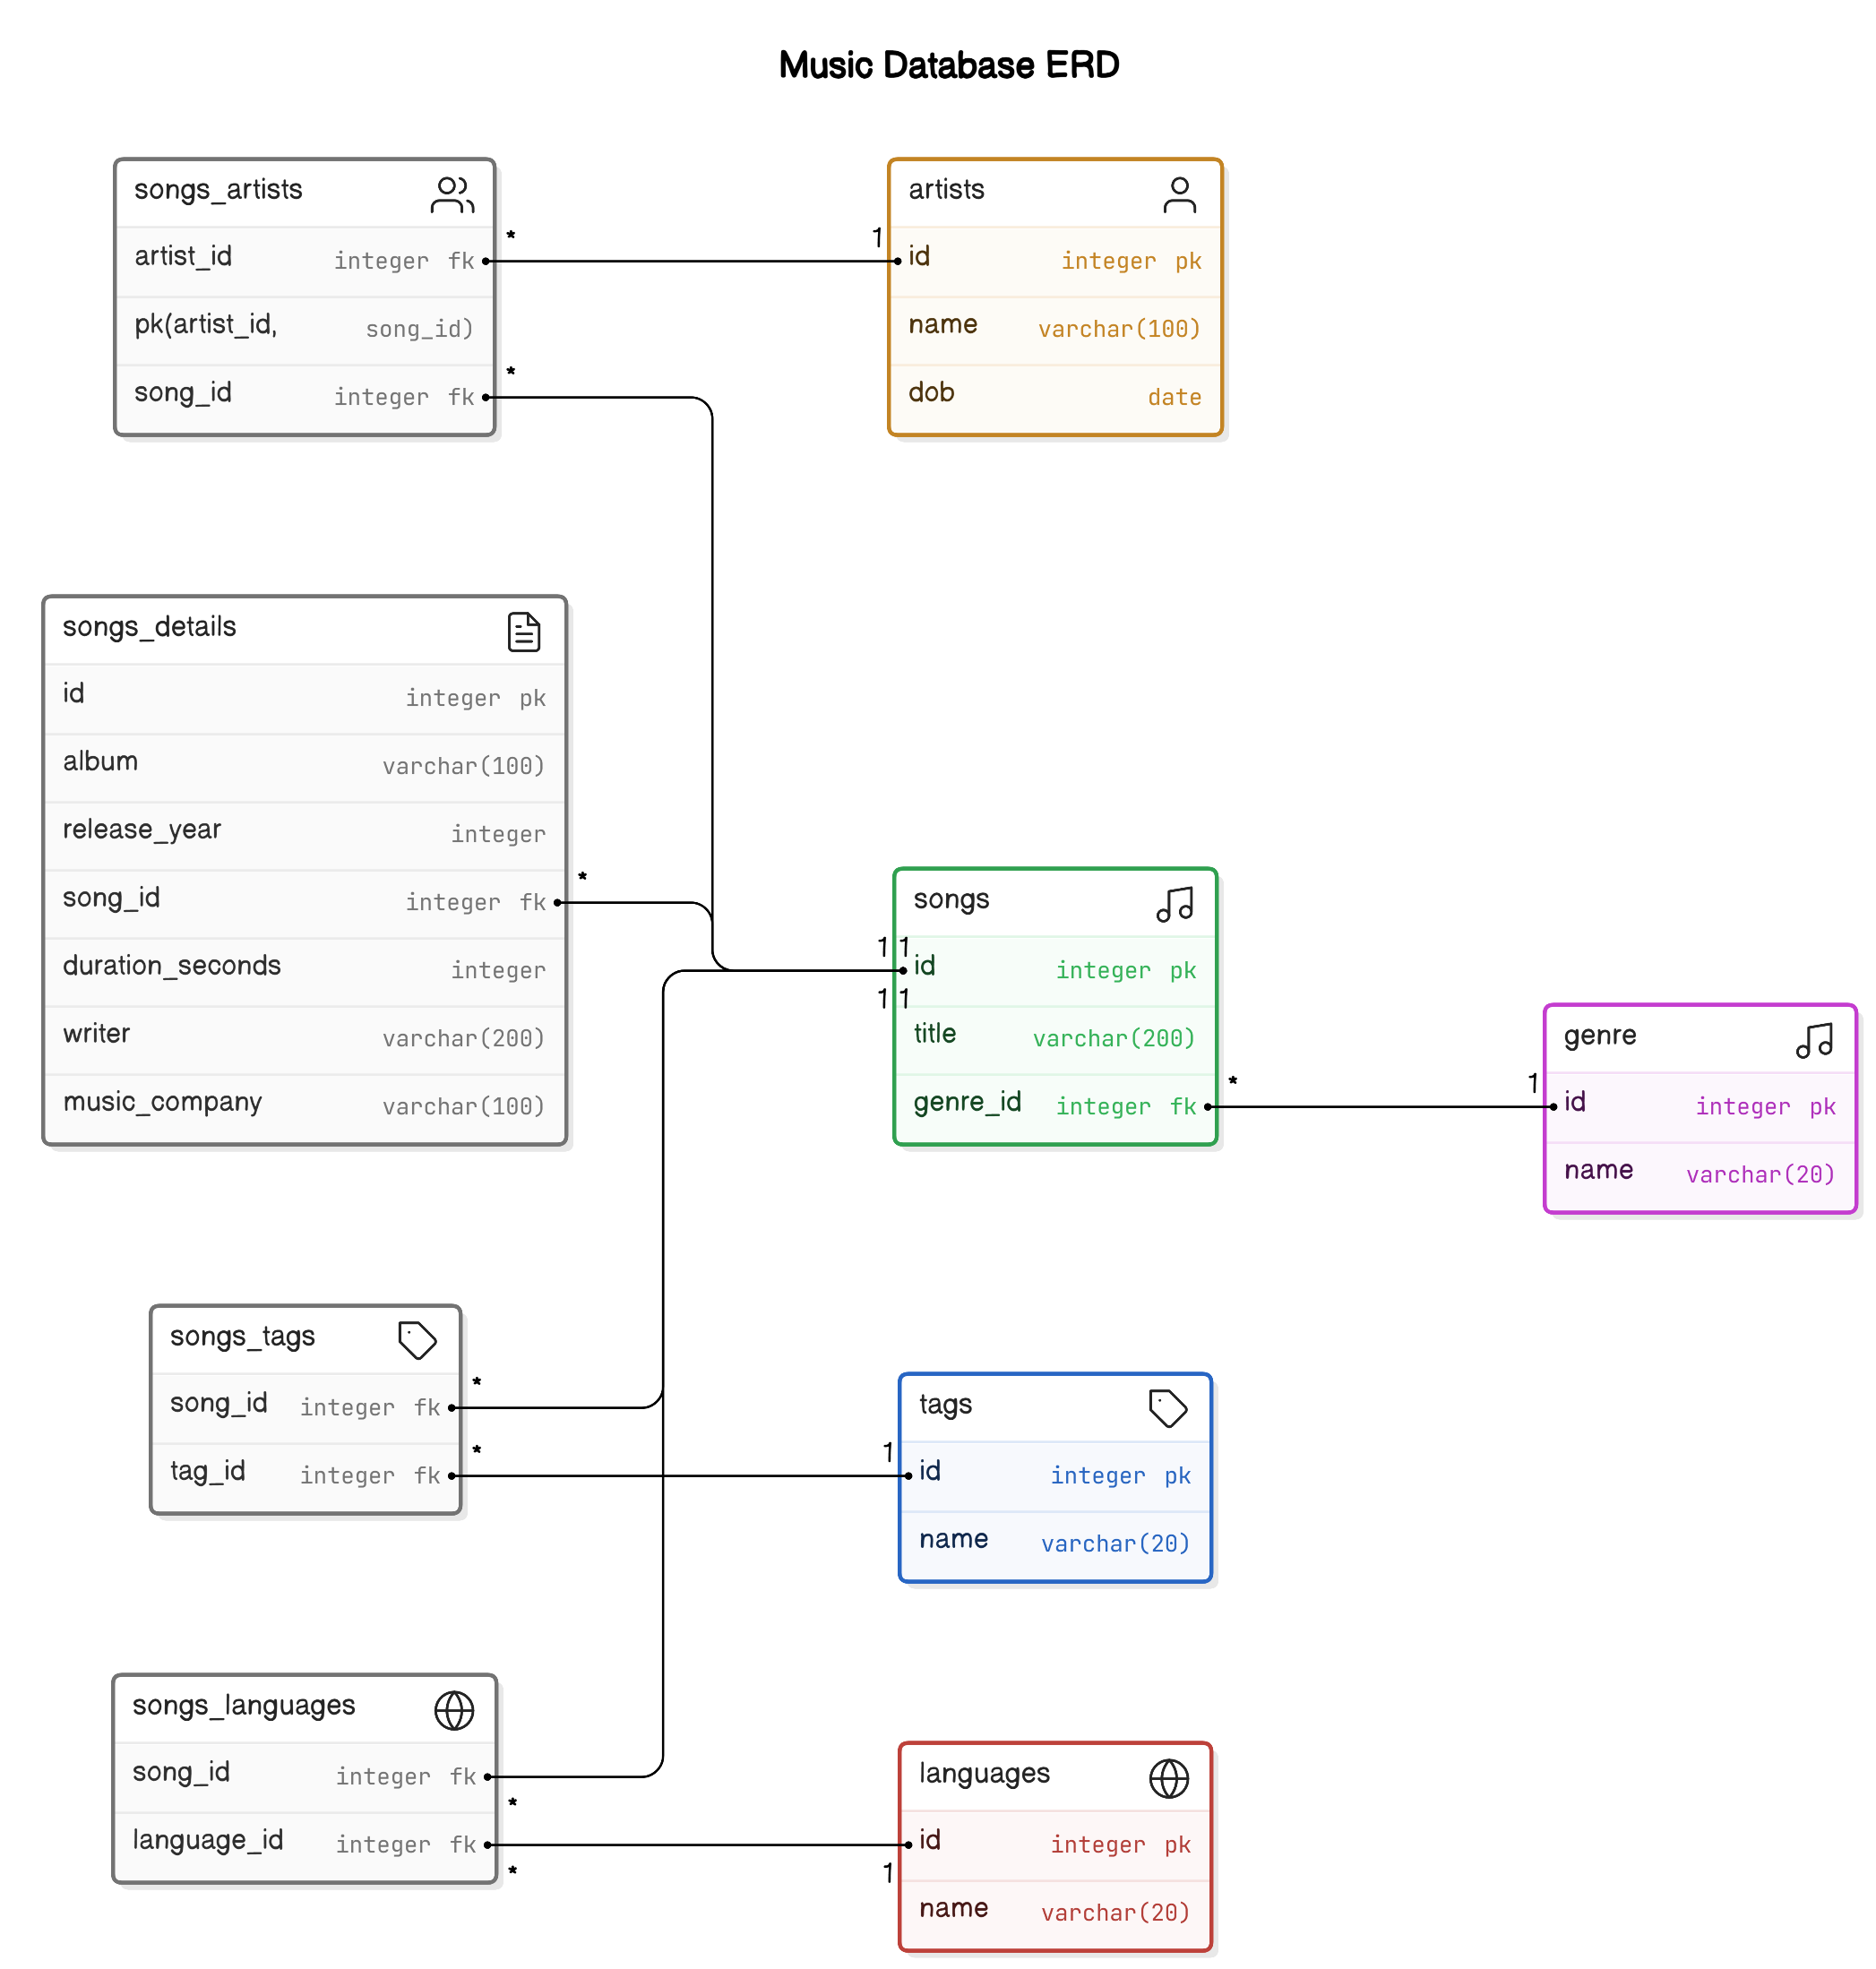 Music Database ERD
songs_artists
artist_id integer fk
pk(artist_id, song_id)
song_id integer fk
* 1
*
artists
id integer pk
name varchar(100)
dob date
songs_details
id integer pk
album varchar(100)
release_year integer
song_id integer fk
duration_seconds integer
writer varchar(200)
music_company varchar(100)
*
songs
1 1
id integer pk
1 1
title varchar(200)
genre_id integer fk
* 1
genre
id integer pk
name varchar(20)
songs_tags
song_id integer fk
tag_id integer fk
*
* 1
tags
id integer pk
name varchar(20)
songs_languages
song_id integer fk
language_id integer fk
*
* 1
languages
id integer pk
name varchar(20)